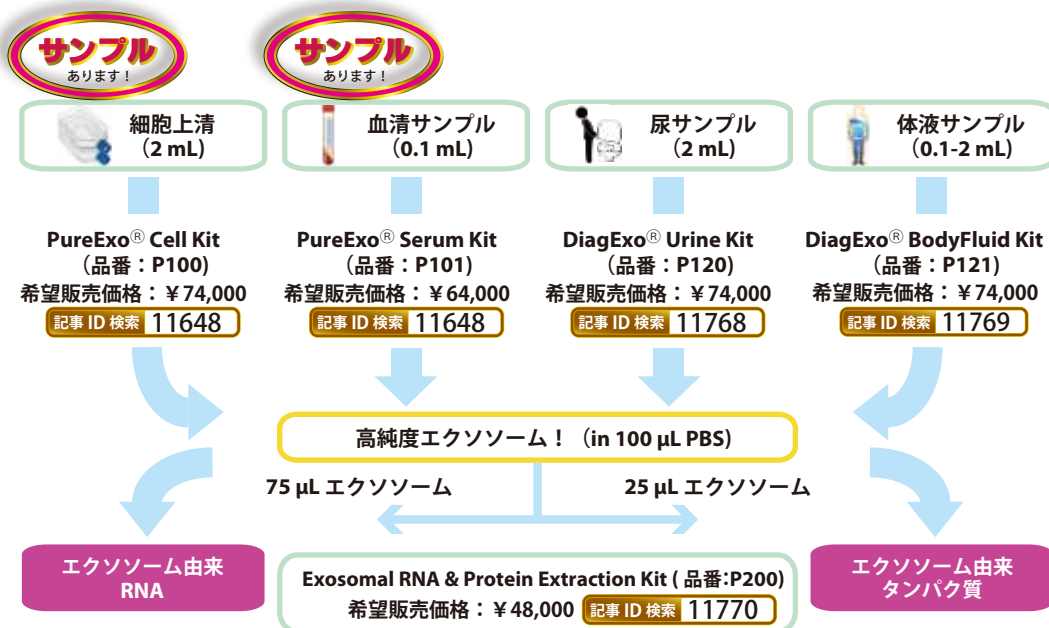 サンプル
あります！
サンプル
あります！
細胞上清
（2 mL）
血清サンプル
（0.1 mL）
尿サンプル
（2 mL）
体液サンプル
（0.1-2 mL）
PureExo® Cell Kit
（品番：P100）
希望販売価格：￥74,000
記事 ID 検索 11648
PureExo® Serum Kit
（品番：P101）
希望販売価格：￥64,000
記事 ID 検索 11648
DiagExo® Urine Kit
（品番：P120）
希望販売価格：￥74,000
記事 ID 検索 11768
DiagExo® BodyFluid Kit
（品番：P121）
希望販売価格：￥74,000
記事 ID 検索 11769
高純度エクソソーム！（in 100 μL PBS）
75 μL エクソソーム
25 μL エクソソーム
エクソソーム由来
RNA
Exosomal RNA & Protein Extraction Kit ( 品番:P200)
希望販売価格：￥48,000 記事 ID 検索 11770
エクソソーム由来
タンパク質